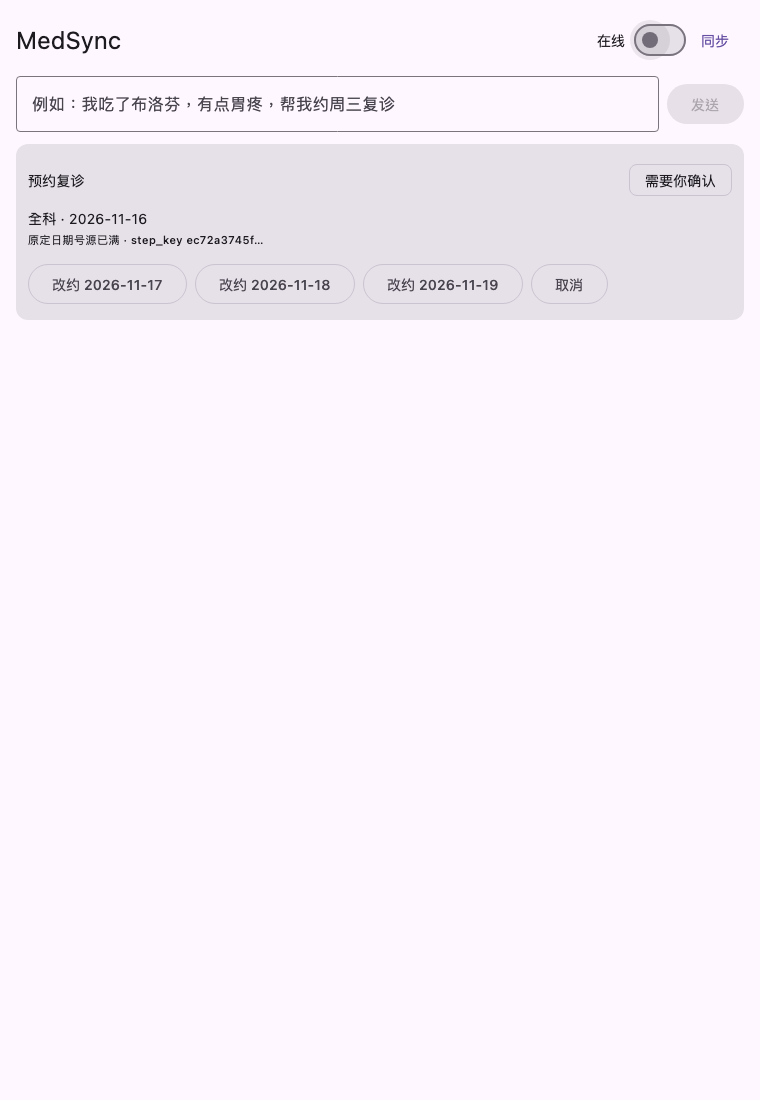 MedSync
在线
同步
例如：我吃了布洛芬，有点胃疼，帮我约周三复诊
发送
预约复诊
需要你确认
全科 · 2026-11-16
原定日期号源已满 · step_key ec72a3745f…
改约 2026-11-17
改约 2026-11-18
改约 2026-11-19
取消